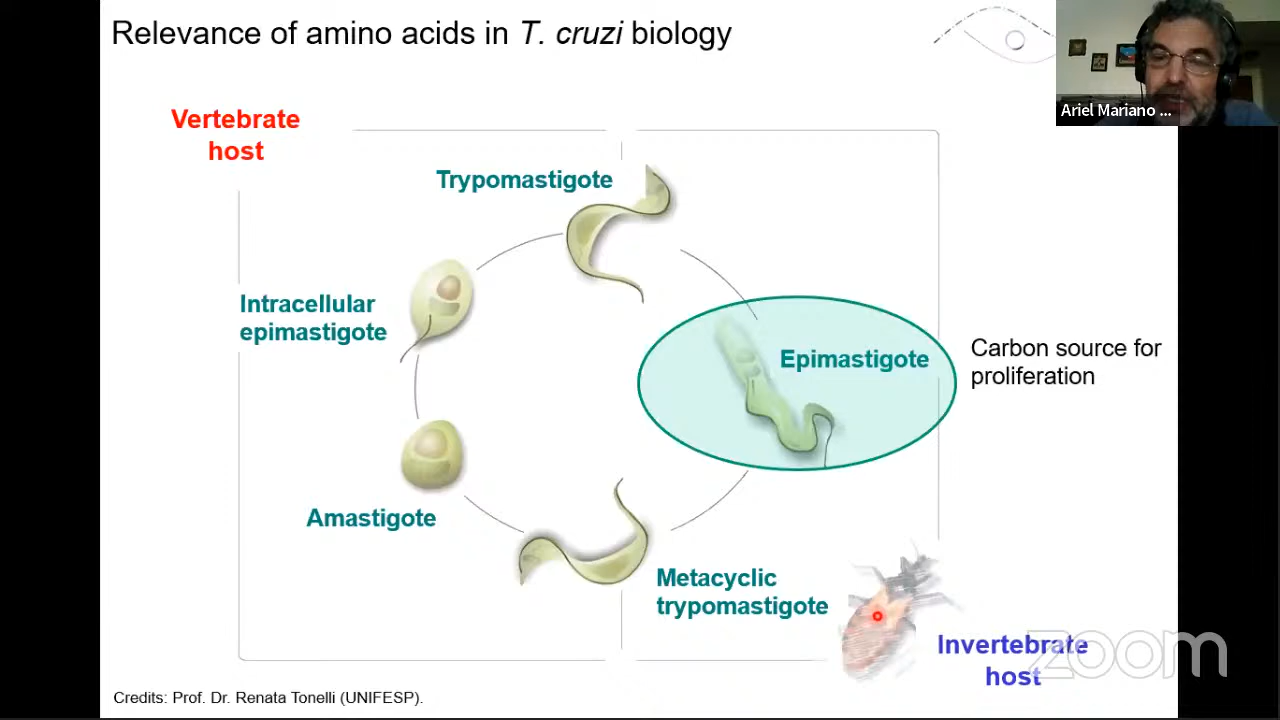 Relevance of amino acids in T. cruzi biology
Ariel Mariano ...
Vertebrate
host
Trypomastigote
Intracellular
epimastigote
Epimastigote
Carbon source for
proliferation
Amastigote
Metacyclic
trypomastigote
Invertebrate
host
zoom
Credits: Prof. Dr. Renata Tonelli (UNIFESP).